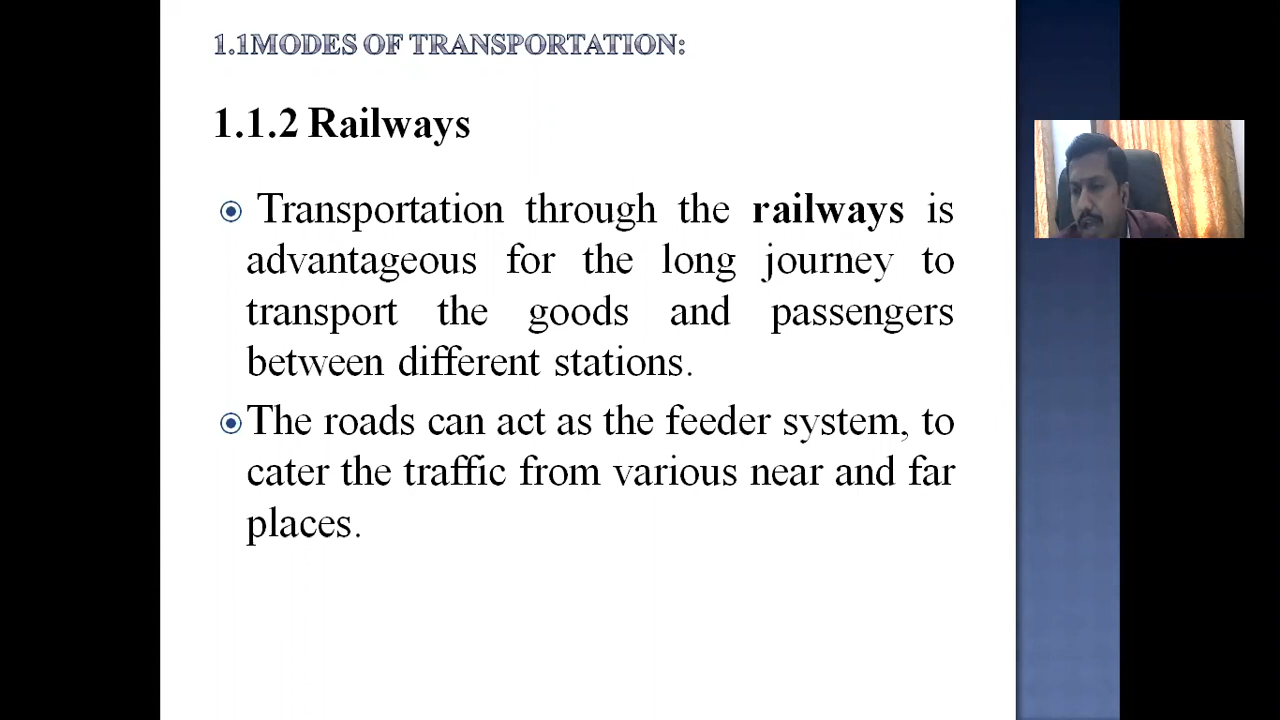 1.1MODES OF TRANSPORTATION:
1.1.2 Railways
Transportation through the railways is
advantageous for the long journey to
transport the goods and passengers
between different stations.
The roads can act as the feeder system, to
cater the traffic from various near and far
places.